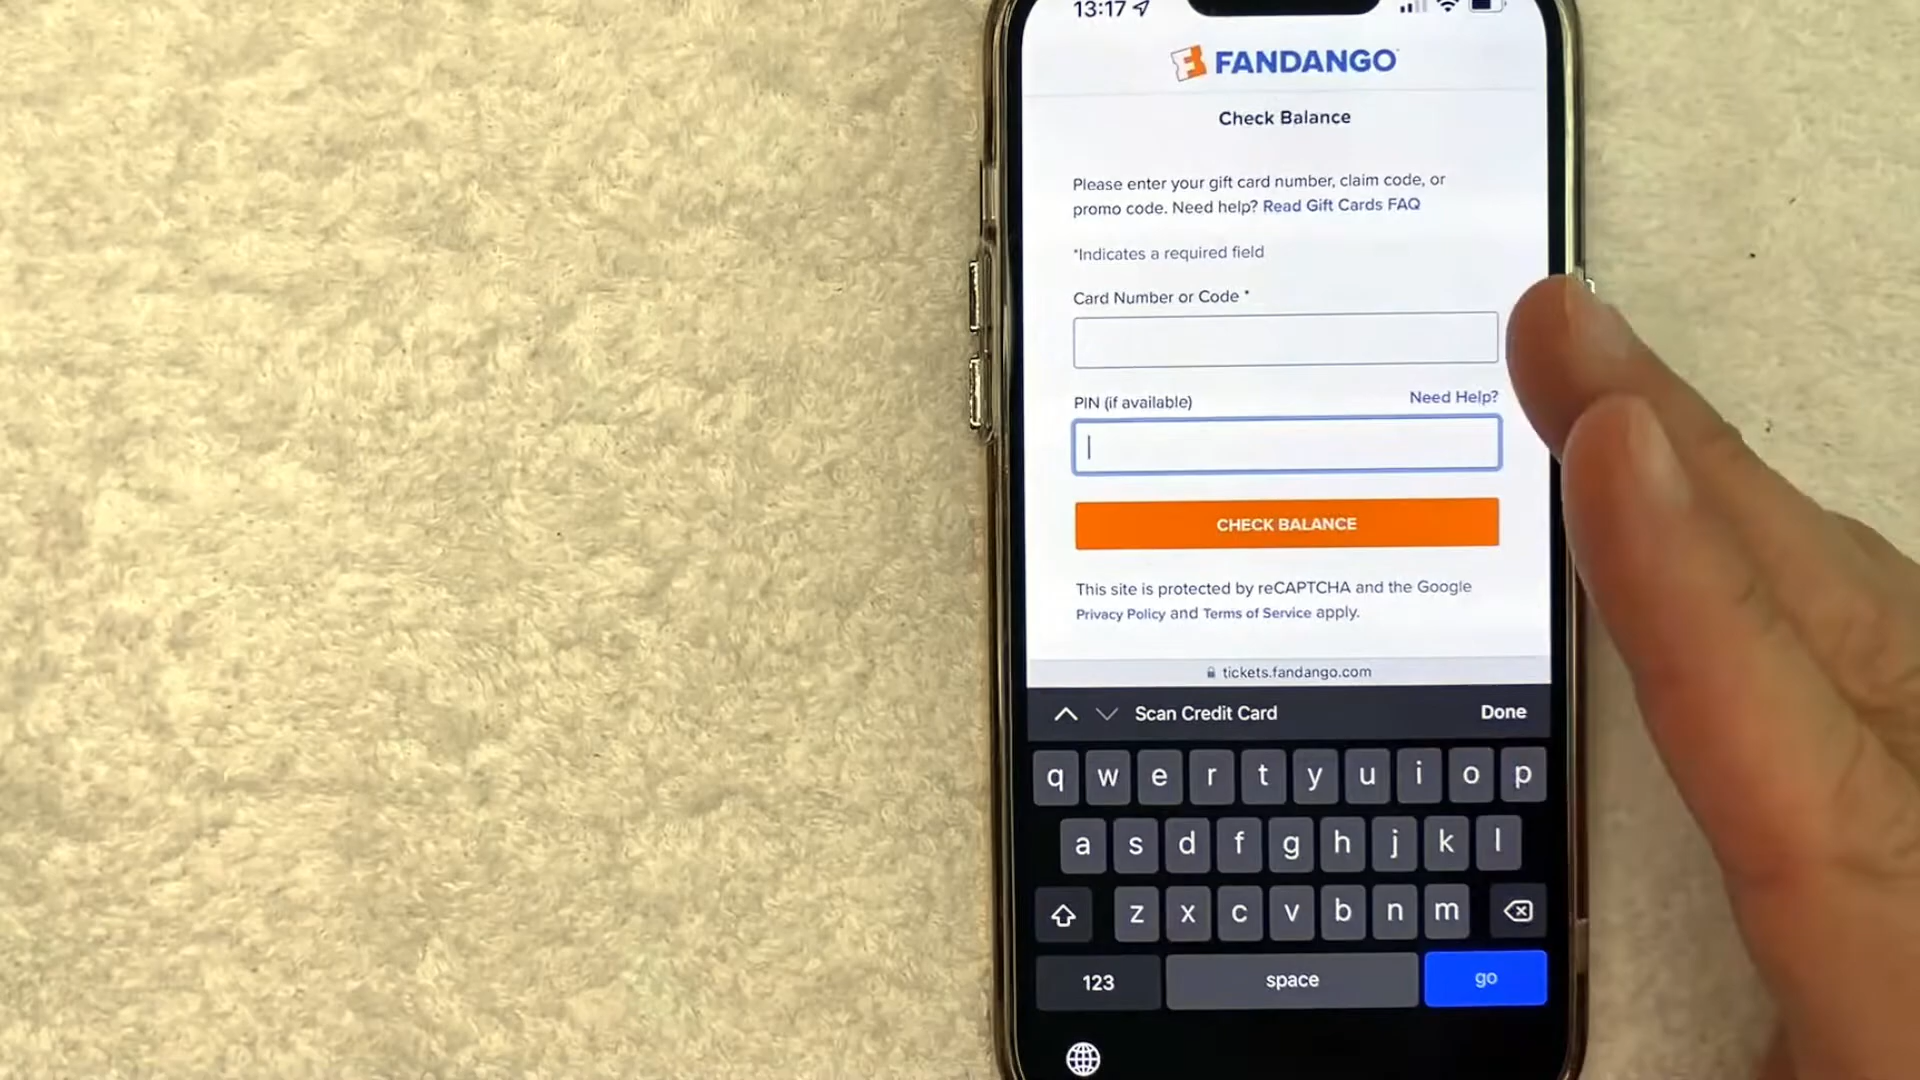 13:17
FANDANGO
Check Balance
Please enter your gift card number, claim code, or
promo code. Need help? Read Gift Cards FAQ
*Indicates a required field
Card Number or Code *
PIN (if available) Need Help?
CHECK BALANCE
This site is protected by reCAPTCHA and the Google
Privacy Policy and Terms of Service apply.
tickets.fandango.com
Scan Credit Card Done
q w e r t y u i o p
a s d f g h j k l
z x c v b n m
123 space go